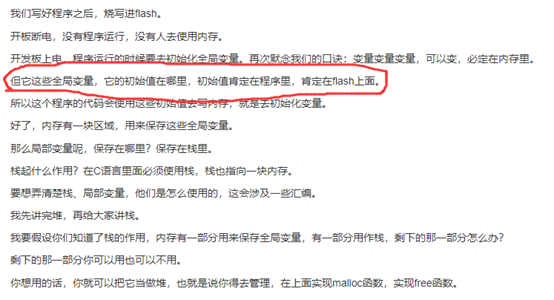 我们写好程序之后，烧写进flash。
开板断电，没有程序运行，没有人去使用内存。
开发板上电，程序运行的时候要去初始化全局变量。再次默念我们的口诀：变量变量变量，可以变，必定在内存里。
但它这些全局变量，它的初始值在哪里，初始值肯定在程序里，肯定在flash上面。
所以这个程序的代码会使用这些初始值去写内存，就是去初始化变量。
好了，内存有一块区域，用来保存这些全局变量。
那么局部变量呢，保存在哪里？保存在栈里。
栈起什么作用？在C语言里面必须使用栈，栈也指向一块内存。
要想弄清楚栈、局部变量，他们是怎么使用的，这会涉及一些汇编。
我先讲完堆，再给大家讲栈。
我要假设你们知道了栈的作用，内存有一部分用来保存全局变量，有一部分用作栈，剩下的那一部分怎么办？
剩下的那一部分你可以用也可以不用。
你想用的话，你就可以把它当做堆，也就是说你得去管理，在上面实现malloc函数，实现free函数。